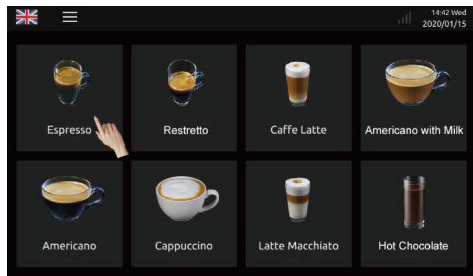 14:42 Wed
2020/01/15
Espresso
Restretto
Caffe Latte
Americano with Milk
Americano
Cappuccino
Latte Macchiato
Hot Chocolate